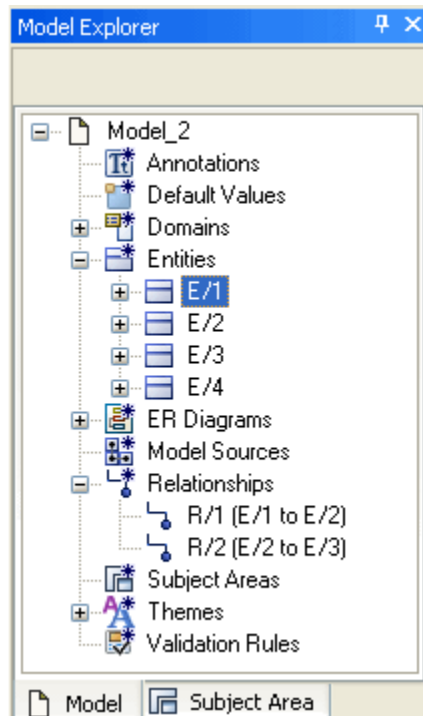 Model Explorer
Model_2
Annotations
Default Values
Domains
Entities
E/1
E/2
E/3
E/4
ER Diagrams
Model Sources
Relationships
R/1 (E/1 to E/2)
R/2 (E/2 to E/3)
Subject Areas
Themes
Validation Rules
Model Subject Area